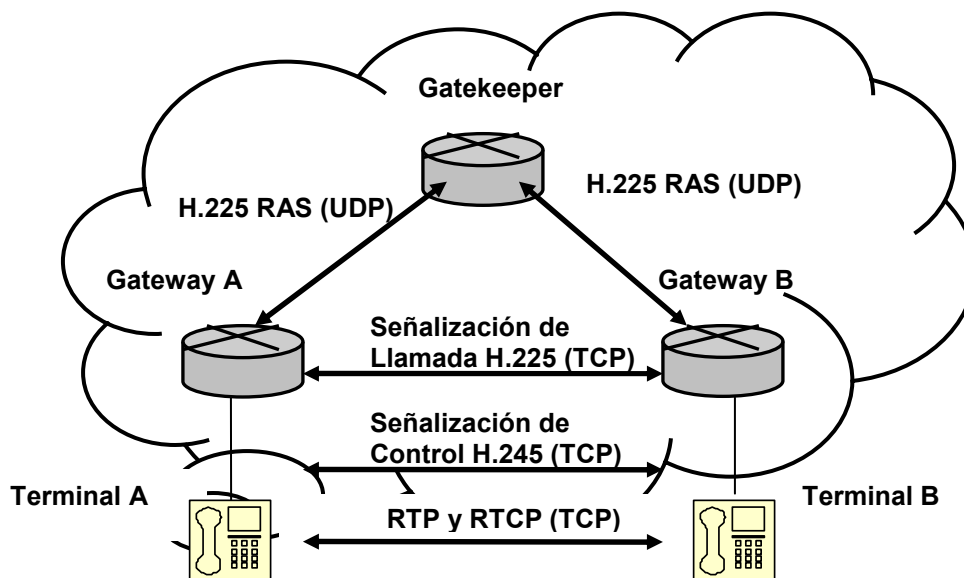 Gatekeeper
H.225 RAS (UDP)
H.225 RAS (UDP)
Gateway A
Gateway B
Señalización de
Llamada H.225 (TCP)
Señalización de
Control H.245 (TCP)
Terminal A
Terminal B
RTP y RTCP (TCP)